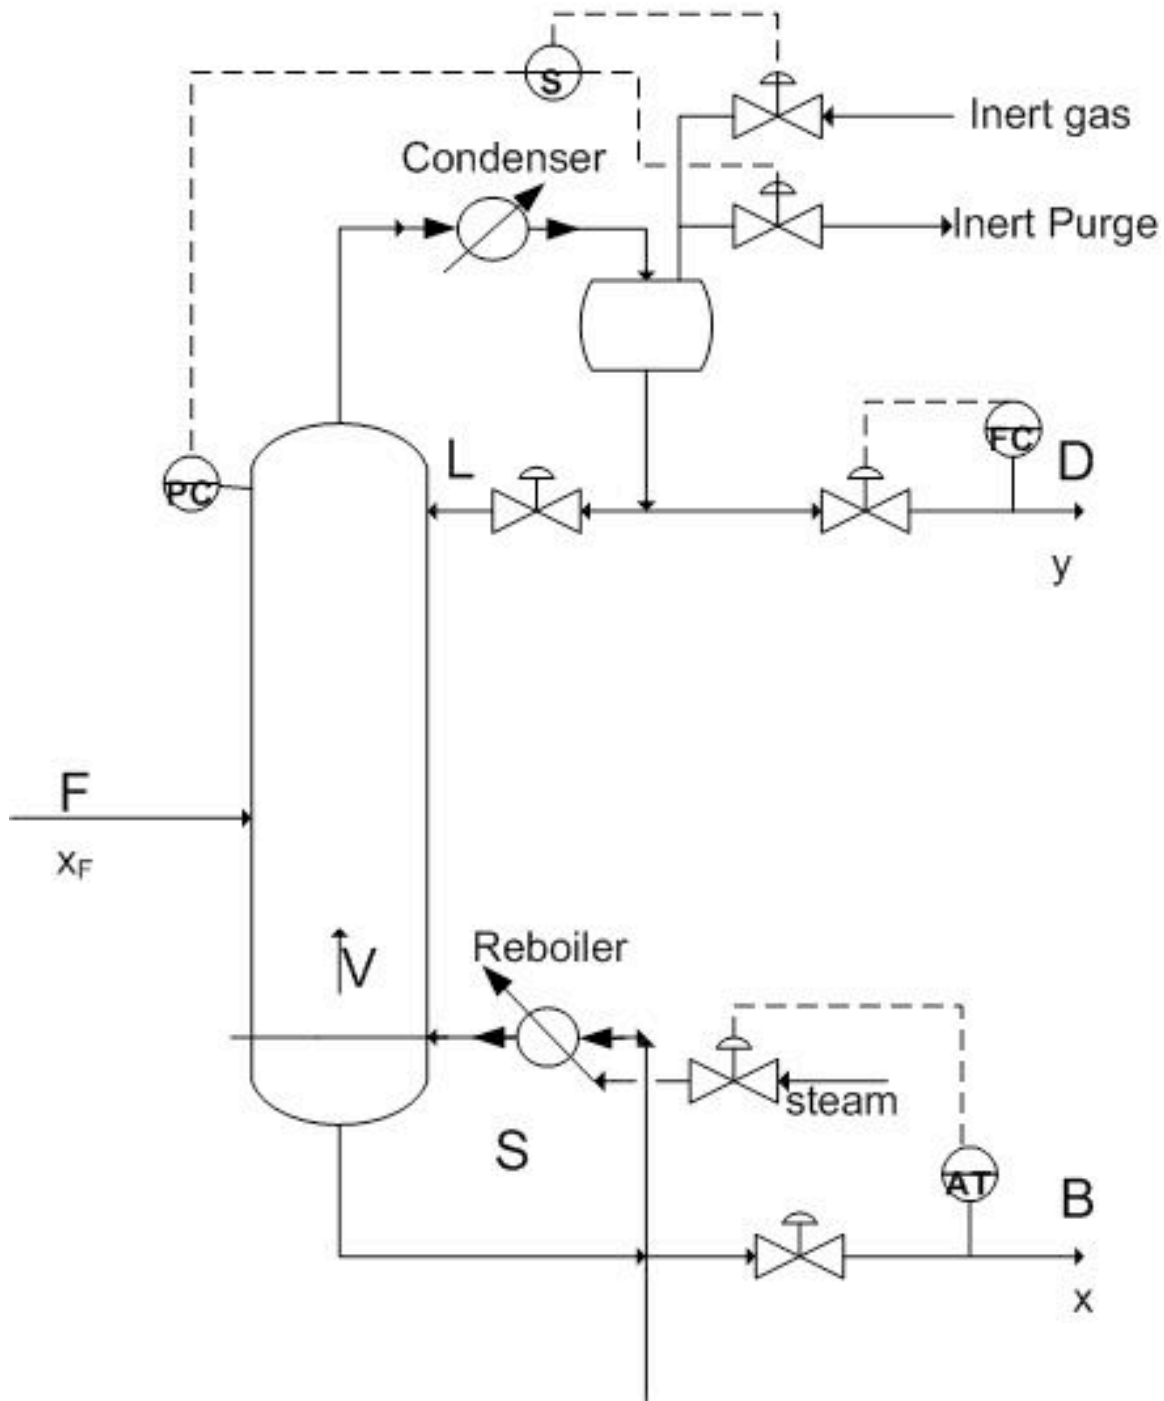 S
Inert gas
Condenser
Inert Purge
L
FC
D
PC
y
F
xF
V
Reboiler
steam
S
AT
B
x